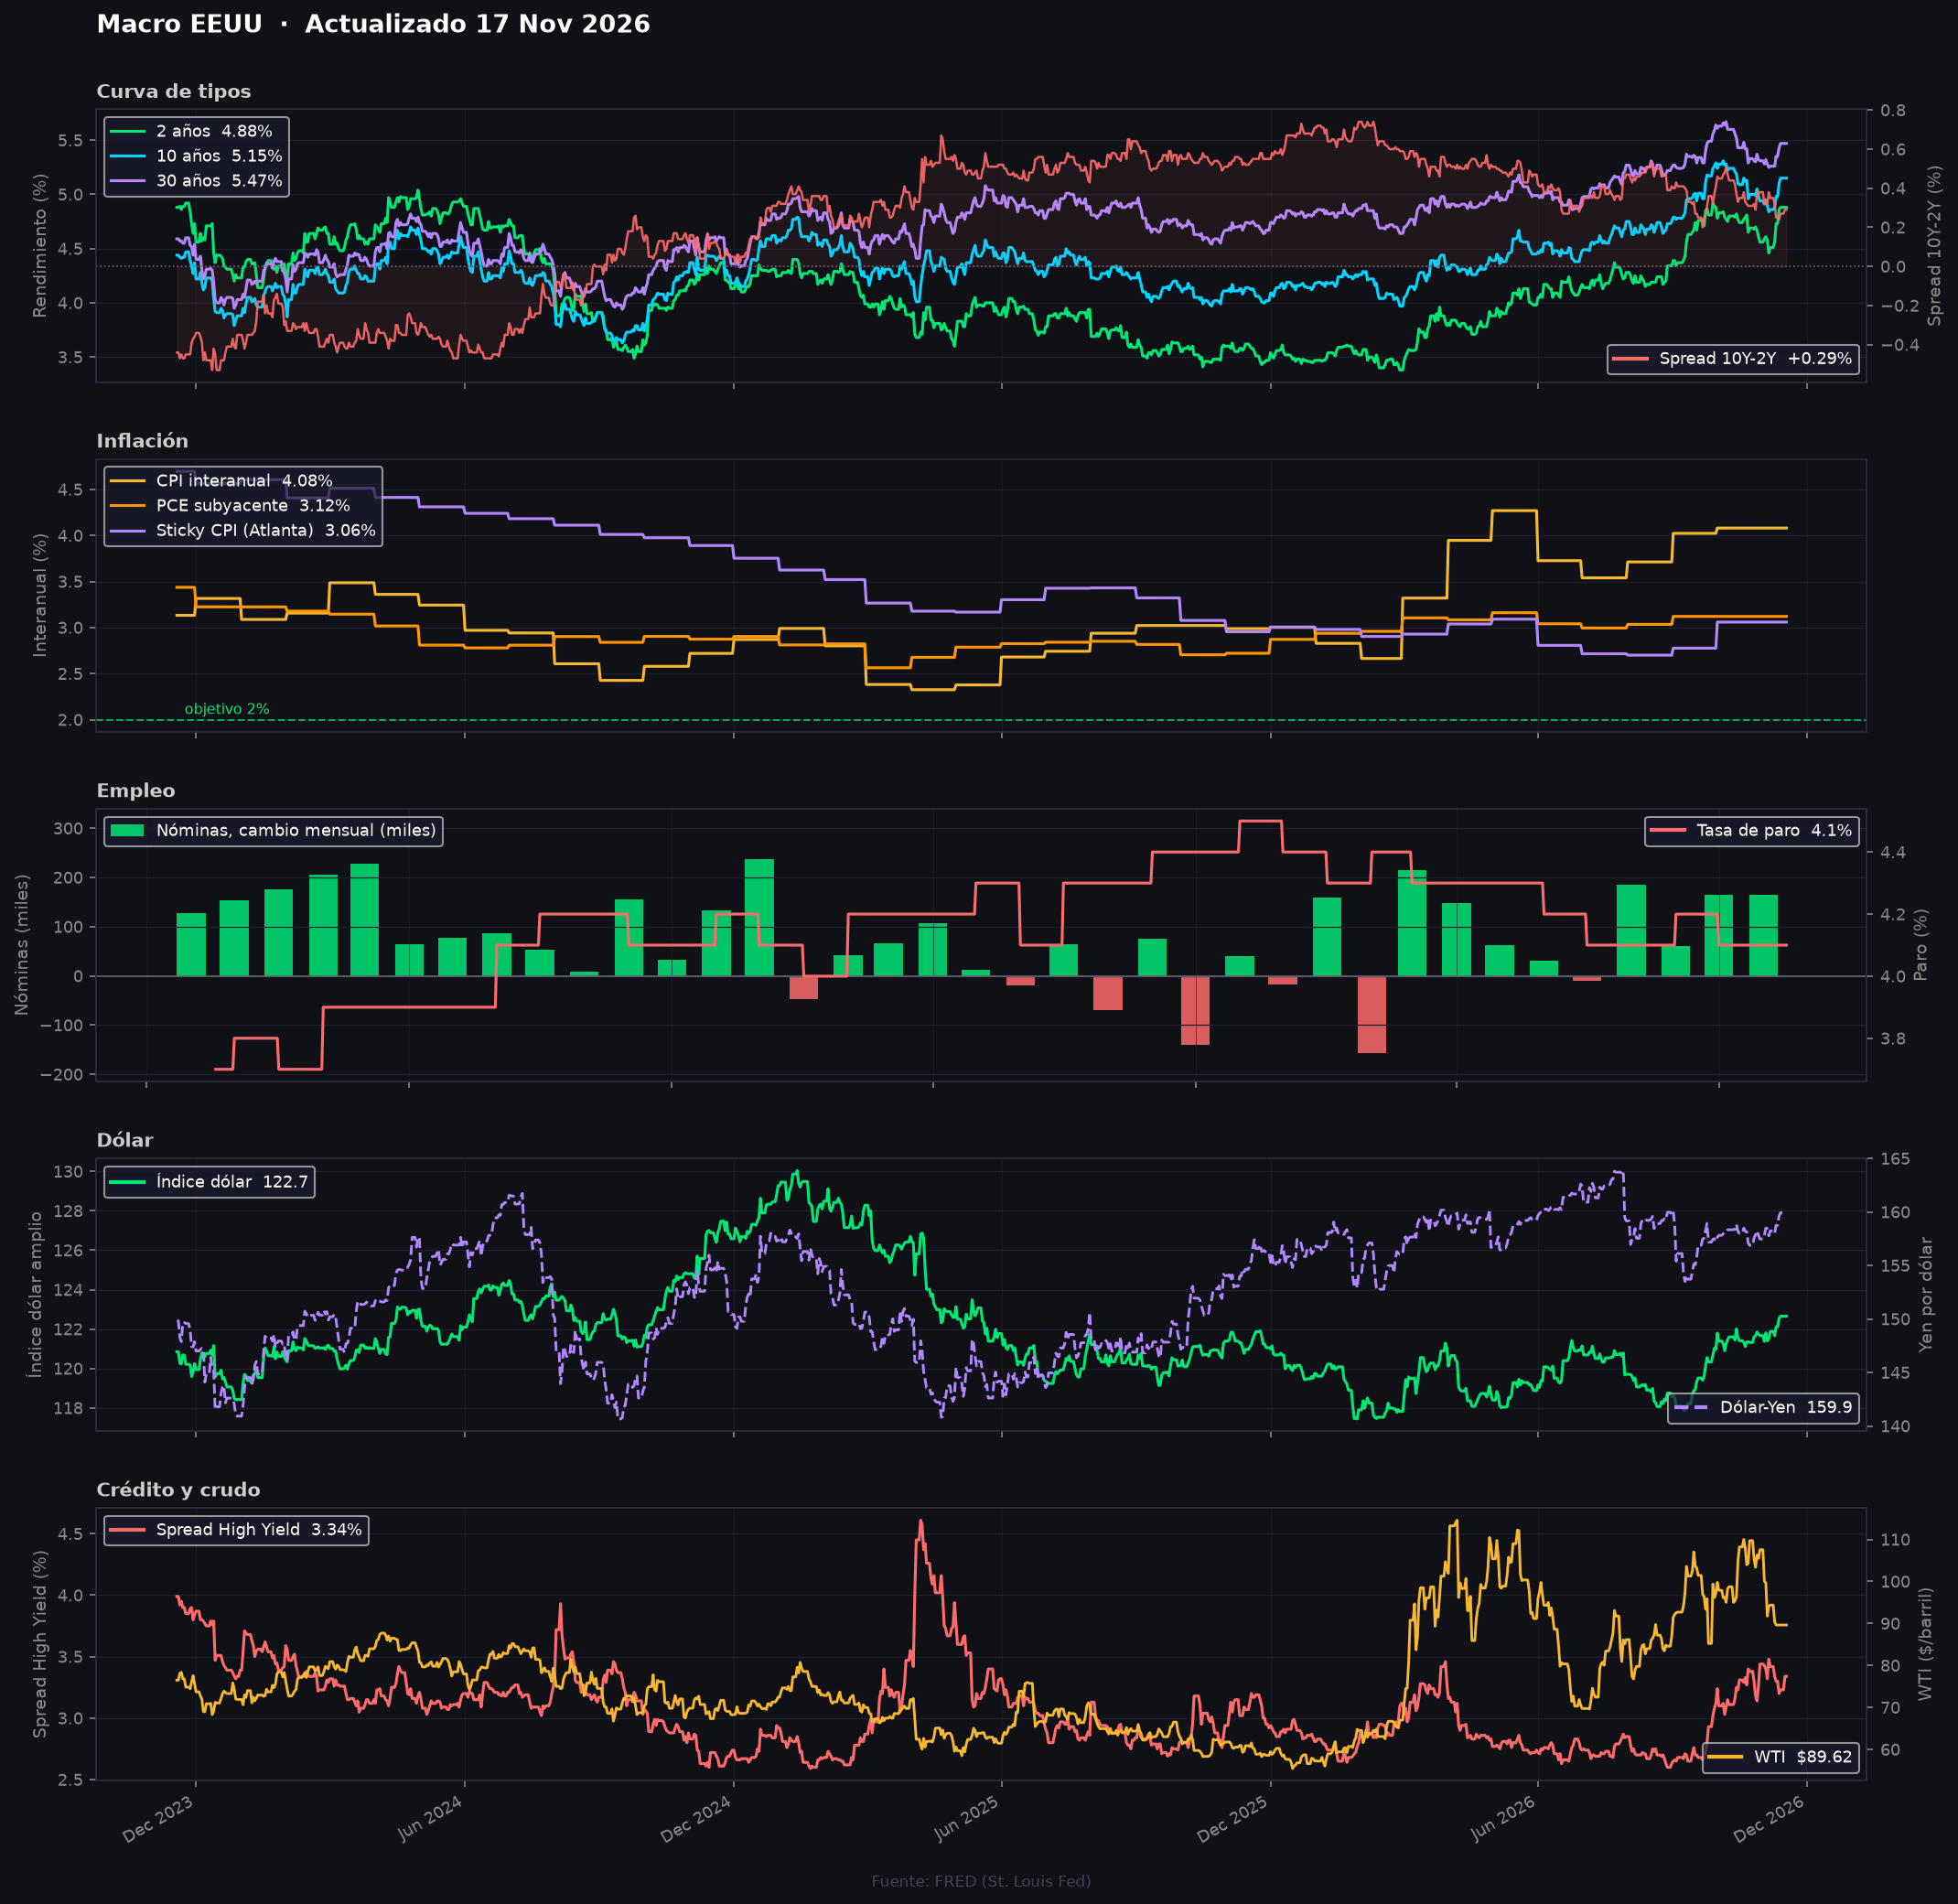 Macro EEUU · Actualizado 17 Nov 2026
Curva de tipos
2 años 4.88%
10 años 5.15%
30 años 5.47%
Spread 10Y-2Y +0.29%
Rendimiento (%)
5.5
5.0
4.5
4.0
3.5
Spread 10Y-2Y (%)
0.8
0.6
0.4
0.2
0.0
−0.2
−0.4
Inflación
CPI interanual 4.08%
PCE subyacente 3.12%
Sticky CPI (Atlanta) 3.06%
objetivo 2%
Interanual (%)
4.5
4.0
3.5
3.0
2.5
2.0
Empleo
Nóminas, cambio mensual (miles)
Tasa de paro 4.1%
Nóminas (miles)
300
200
100
0
−100
−200
Paro (%)
4.4
4.2
4.0
3.8
Dólar
Índice dólar 122.7
Dólar-Yen 159.9
Índice dólar amplio
130
128
126
124
122
120
118
Yen por dólar
165
160
155
150
145
140
Crédito y crudo
Spread High Yield 3.34%
WTI $89.62
Spread High Yield (%)
4.5
4.0
3.5
3.0
2.5
WTI ($/barril)
110
100
90
80
70
60
Dec 2023
Jun 2024
Dec 2024
Jun 2025
Dec 2025
Jun 2026
Dec 2026
Fuente: FRED (St. Louis Fed)